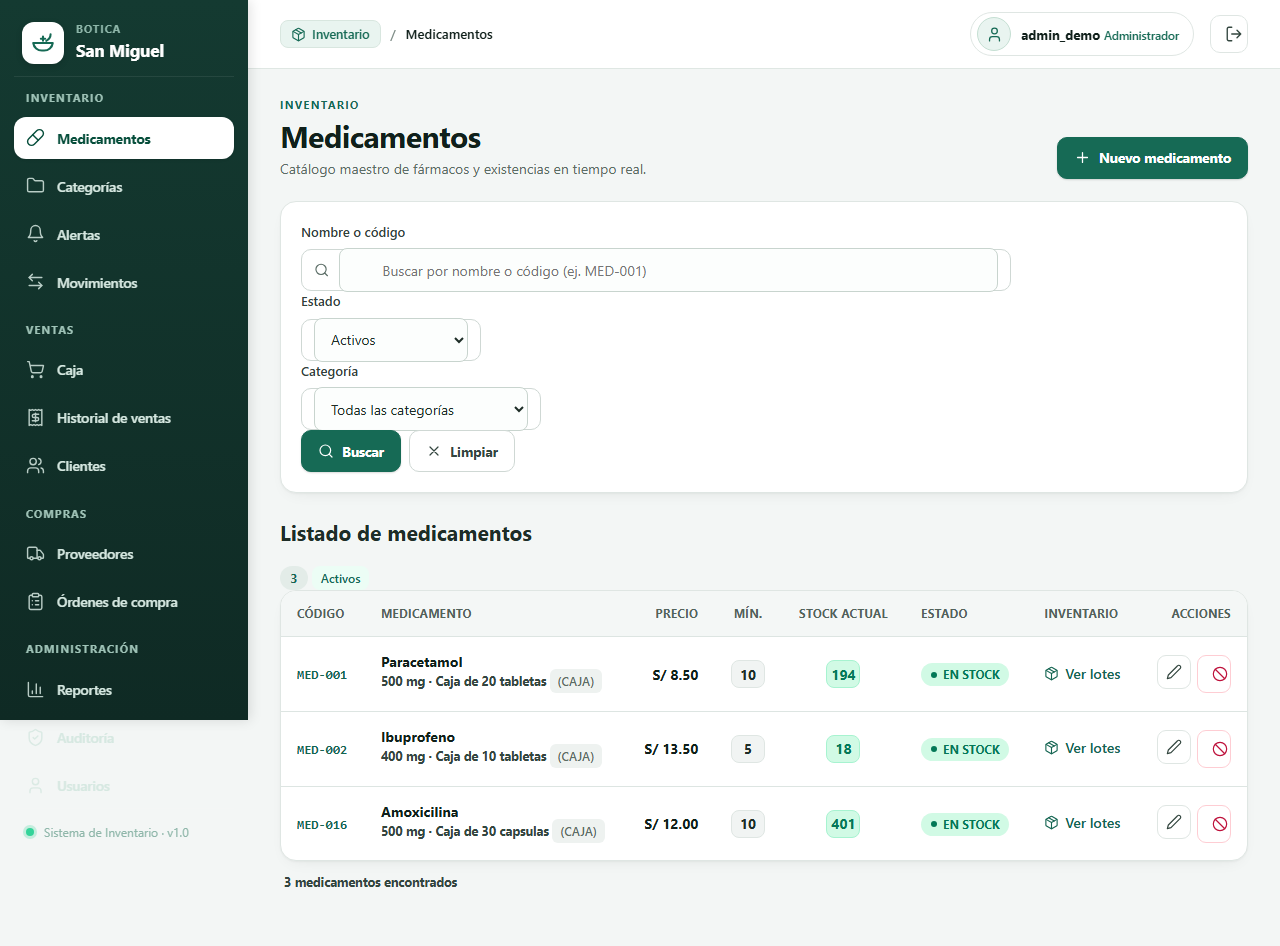 BOTICA
San Miguel
INVENTARIO
Medicamentos
Categorías
Alertas
Movimientos
VENTAS
Caja
Historial de ventas
Clientes
COMPRAS
Proveedores
Órdenes de compra
ADMINISTRACIÓN
Reportes
Auditoría
Usuarios
Sistema de Inventario · v1.0
Inventario / Medicamentos
admin_demo Administrador
INVENTARIO
Medicamentos
Catálogo maestro de fármacos y existencias en tiempo real.
Nuevo medicamento
Nombre o código
Buscar por nombre o código (ej. MED-001)
Estado
Activos
Categoría
Todas las categorías
Buscar Limpiar
Listado de medicamentos
3 Activos
CÓDIGO MEDICAMENTO PRECIO MÍN. STOCK ACTUAL ESTADO INVENTARIO ACCIONES
MED-001 Paracetamol S/ 8.50 10 194 EN STOCK Ver lotes
500 mg · Caja de 20 tabletas (CAJA)
MED-002 Ibuprofeno S/ 13.50 5 18 EN STOCK Ver lotes
400 mg · Caja de 10 tabletas (CAJA)
MED-016 Amoxicilina S/ 12.00 10 401 EN STOCK Ver lotes
500 mg · Caja de 30 capsulas (CAJA)
3 medicamentos encontrados